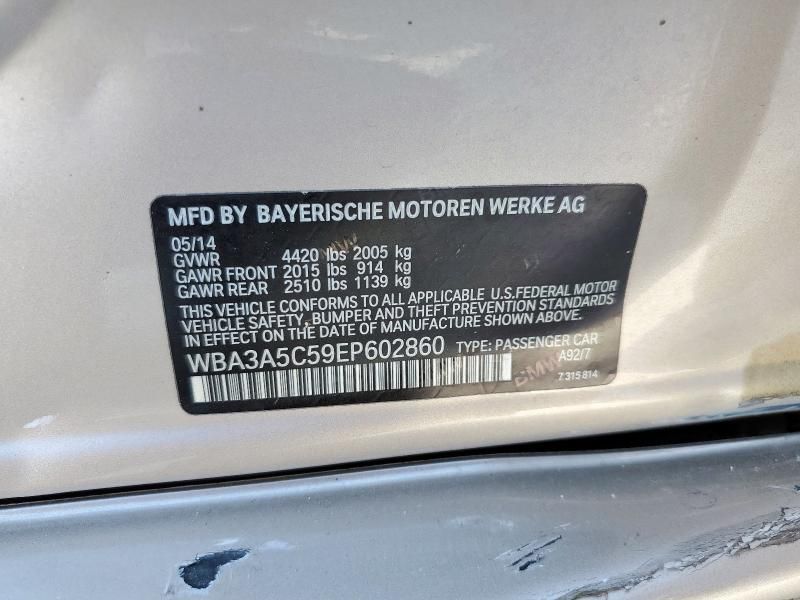 MFD BY BAYERISCHE MOTOREN WERKE AG
05/14
GVWR 4420 lbs 2005 kg
GAWR FRONT 2015 lbs 914 kg
GAWR REAR 2510 lbs 1139 kg
THIS VEHICLE CONFORMS TO ALL APPLICABLE U.S.FEDERAL MOTOR
VEHICLE SAFETY, BUMPER AND THEFT PREVENTION STANDARDS
IN EFFECT ON THE DATE OF MANUFACTURE SHOWN ABOVE.
WBA3A5C59EP602860 TYPE: PASSENGER CAR
A92/7
BMW
7 315 814